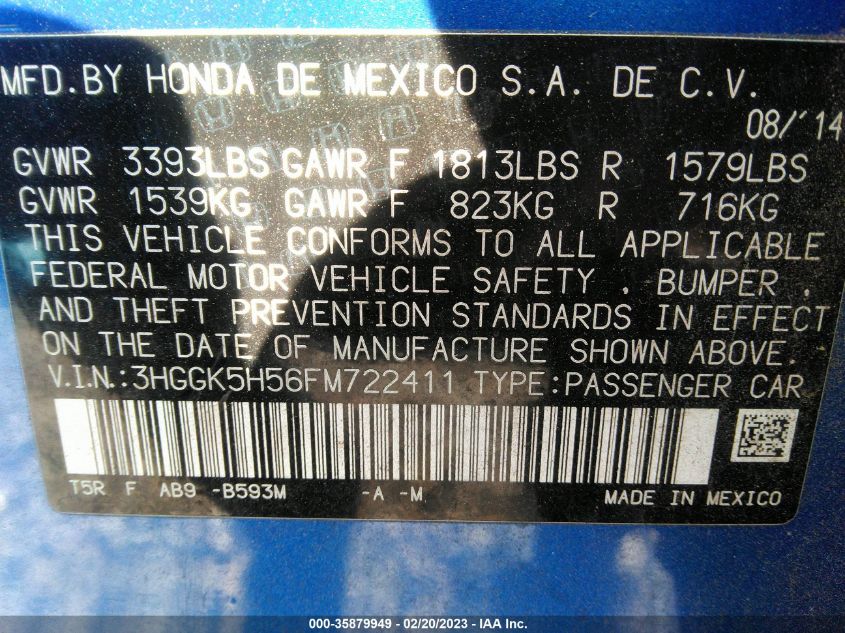 MFD.BY HONDA DE MEXICO S.A. DE C.V.
08/'14
GVWR 3393LBS GAWR F 1813LBS R 1579LBS
GVWR 1539KG GAWR F 823KG R 716KG
THIS VEHICLE CONFORMS TO ALL APPLICABLE
FEDERAL MOTOR VEHICLE SAFETY , BUMPER ,
AND THEFT PREVENTION STANDARDS IN EFFECT
ON THE DATE OF MANUFACTURE SHOWN ABOVE.
V.I.N.:3HGGK5H56FM722411 TYPE:PASSENGER CAR
T5R F AB9 -B593M -A -M MADE IN MEXICO
000-35879949 - 02/20/2023 - IAA Inc.